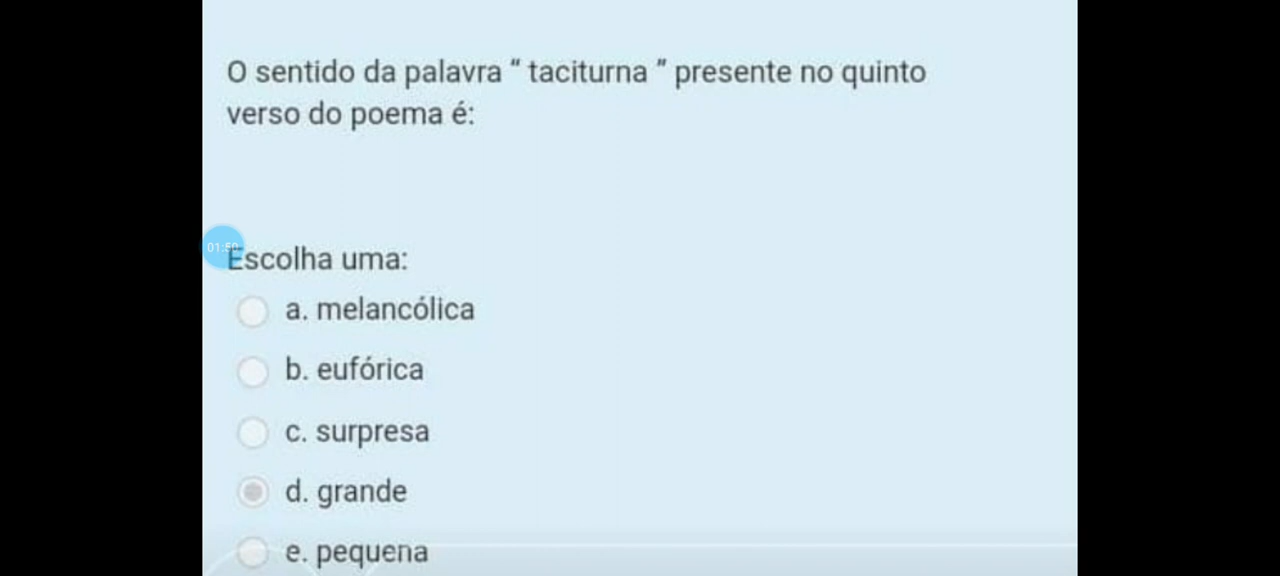 O sentido da palavra “ taciturna ” presente no quinto
verso do poema é:
Escolha uma:
a. melancólica
b. eufórica
c. surpresa
d. grande
e. pequena